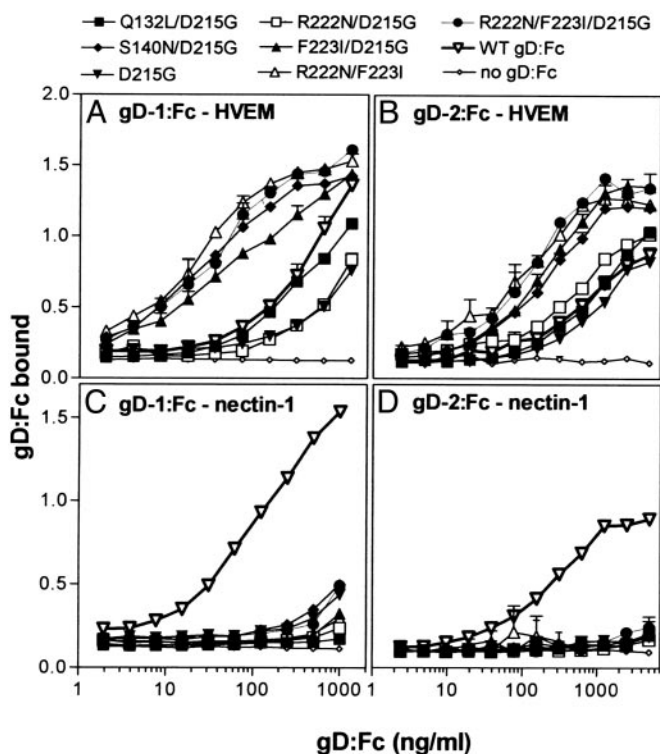 Q132L/D215G R222N/D215G R222N/F223I/D215G
S140N/D215G F223I/D215G WT gD:Fc
D215G R222N/F223I no gD:Fc
A gD-1:Fc - HVEM
B gD-2:Fc - HVEM
2.0
1.5
1.0
0.5
0.0
C gD-1:Fc - nectin-1
D gD-2:Fc - nectin-1
1.5
1.0
0.5
0.0
gD:Fc bound
1 10 100 1000
1 10 100 1000
gD:Fc (ng/ml)